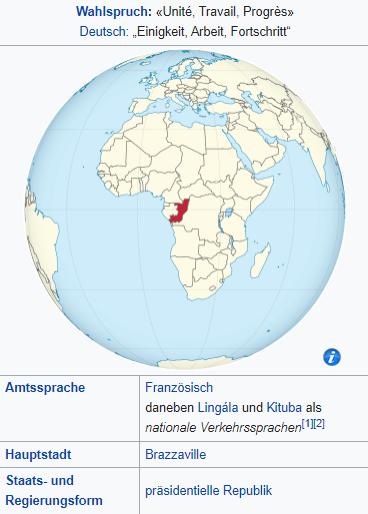 Wahlspruch: «Unité, Travail, Progrès»
Deutsch: „Einigkeit, Arbeit, Fortschritt“
i
Amtssprache
Französisch
daneben Lingála und Kituba als
nationale Verkehrssprachen[1][2]
Hauptstadt
Brazzaville
Staats- und
Regierungsform
präsidentielle Republik